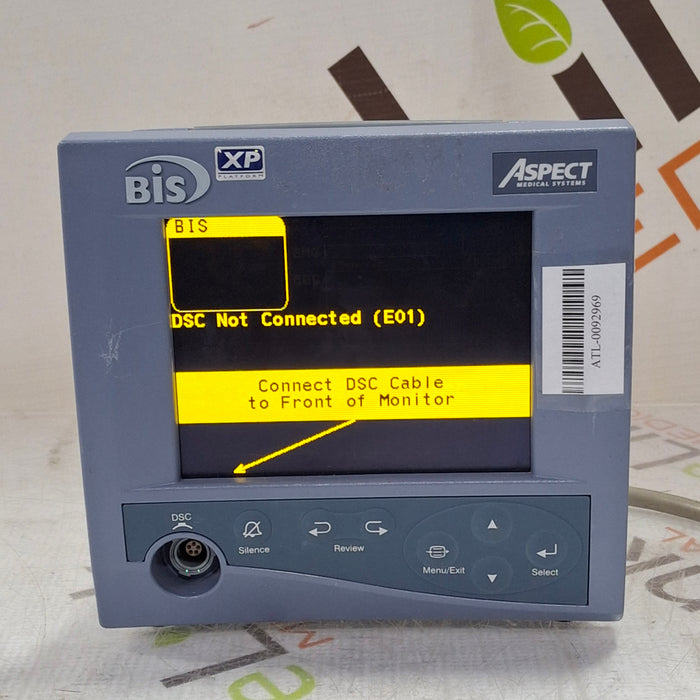 BIS
XP
PLATFORM
ASPECT
MEDICAL SYSTEMS
BIS
DSC Not Connected (E01)
Connect DSC Cable
to Front of Monitor
ATL-0092969
DSC
Silence
Review
Menu/Exit
Select